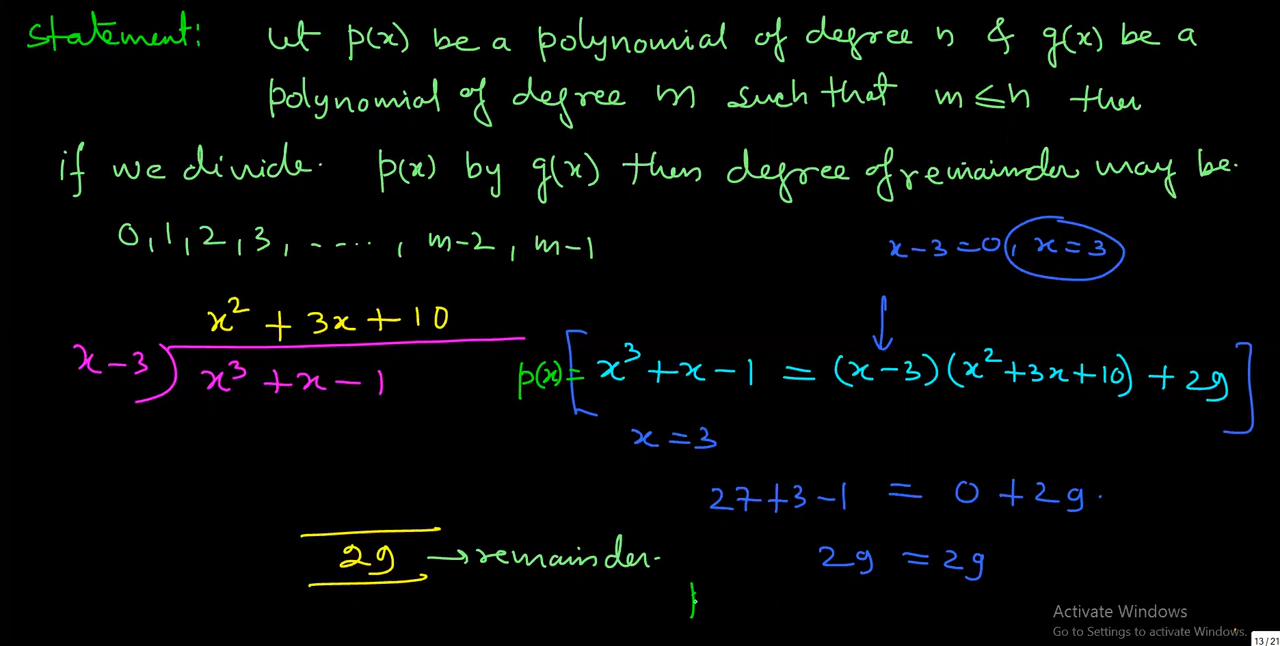 Statement: let p(x) be a polynomial of degree n & g(x) be a
polynomial of degree m such that m ≤ n then
if we divide. p(x) by g(x) then degree of remainder may be.
0, 1, 2, 3, ....., m-2, m-1
x-3=0, x=3
x² + 3x + 10
x-3) x³ + x - 1
p(x) = [x³ + x - 1 = (x-3)(x²+3x+10) + 29]
x = 3
27+3-1 = 0 + 29.
29 → remainder.
29 = 29
Activate Windows
Go to Settings to activate Windows.
13 / 21